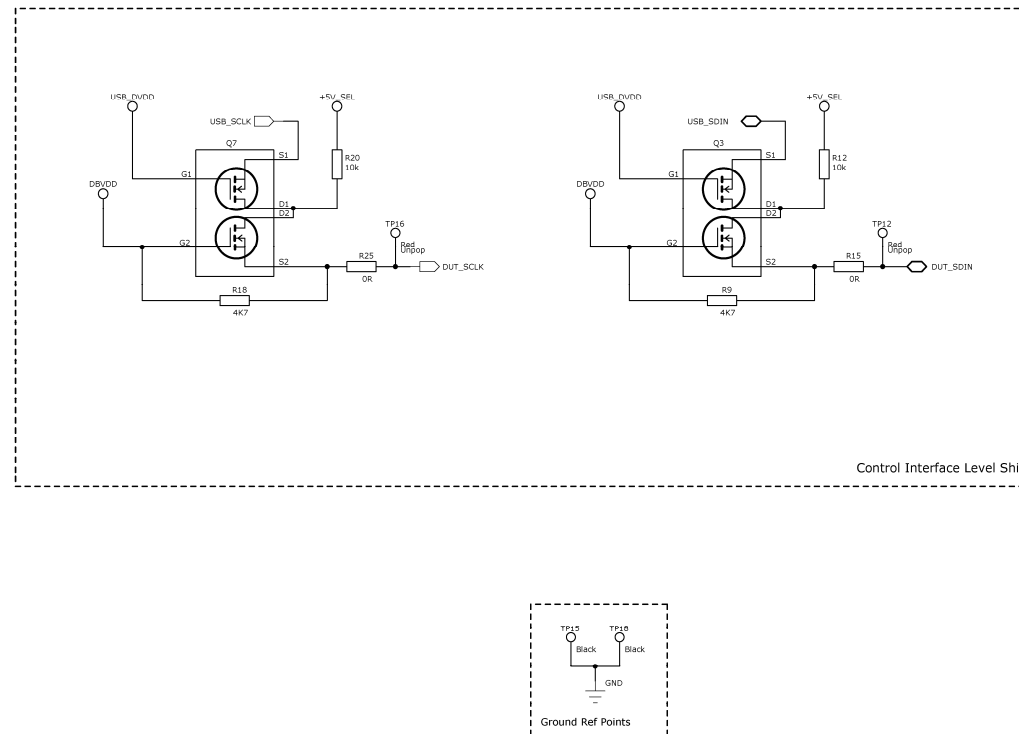 USB_DVDD
+5V_SEL
USB_SCLK
Q7
S1
R20
10k
G1
DBVDD
D1
D2
TP16
G2
Red
Unpop
S2
R25
DUT_SCLK
0R
R18
4K7
USB_DVDD
+5V_SEL
USB_SDIN
Q3
S1
R12
10k
G1
DBVDD
D1
D2
TP12
G2
Red
Unpop
S2
R15
DUT_SDIN
0R
R9
4K7
Control Interface Level Shi
TP15
TP18
Black
Black
GND
Ground Ref Points